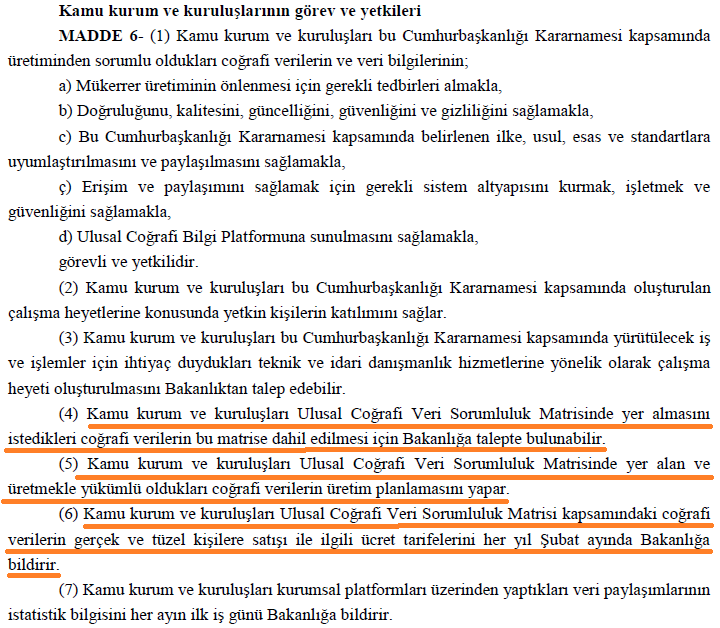 Kamu kurum ve kuruluşlarının görev ve yetkileri
MADDE 6- (1) Kamu kurum ve kuruluşları bu Cumhurbaşkanlığı Kararnamesi kapsamında
üretiminden sorumlu oldukları coğrafi verilerin ve veri bilgilerinin;
a) Mükerrer üretiminin önlenmesi için gerekli tedbirleri almakla,
b) Doğruluğunu, kalitesini, güncelliğini, güvenliğini ve gizliliğini sağlamakla,
c) Bu Cumhurbaşkanlığı Kararnamesi kapsamında belirlenen ilke, usul, esas ve standartlara
uyumlaştırılmasını ve paylaşılmasını sağlamakla,
ç) Erişim ve paylaşımını sağlamak için gerekli sistem altyapısını kurmak, işletmek ve
güvenliğini sağlamakla,
d) Ulusal Coğrafi Bilgi Platformuna sunulmasını sağlamakla,
görevli ve yetkilidir.
(2) Kamu kurum ve kuruluşları bu Cumhurbaşkanlığı Kararnamesi kapsamında oluşturulan
çalışma heyetlerine konusunda yetkin kişilerin katılımını sağlar.
(3) Kamu kurum ve kuruluşları bu Cumhurbaşkanlığı Kararnamesi kapsamında yürütülecek iş
ve işlemler için ihtiyaç duydukları teknik ve idari danışmanlık hizmetlerine yönelik olarak çalışma
heyeti oluşturulmasını Bakanlıktan talep edebilir.
(4) Kamu kurum ve kuruluşları Ulusal Coğrafi Veri Sorumluluk Matrisinde yer almasını
istedikleri coğrafi verilerin bu matrise dahil edilmesi için Bakanlığa talepte bulunabilir.
(5) Kamu kurum ve kuruluşları Ulusal Coğrafi Veri Sorumluluk Matrisinde yer alan ve
üretmekle yükümlü oldukları coğrafi verilerin üretim planlamasını yapar.
(6) Kamu kurum ve kuruluşları Ulusal Coğrafi Veri Sorumluluk Matrisi kapsamındaki coğrafi
verilerin gerçek ve tüzel kişilere satışı ile ilgili ücret tarifelerini her yıl Şubat ayında Bakanlığa
bildirir.
(7) Kamu kurum ve kuruluşları kurumsal platformları üzerinden yaptıkları veri paylaşımlarının
istatistik bilgisini her ayın ilk iş günü Bakanlığa bildirir.